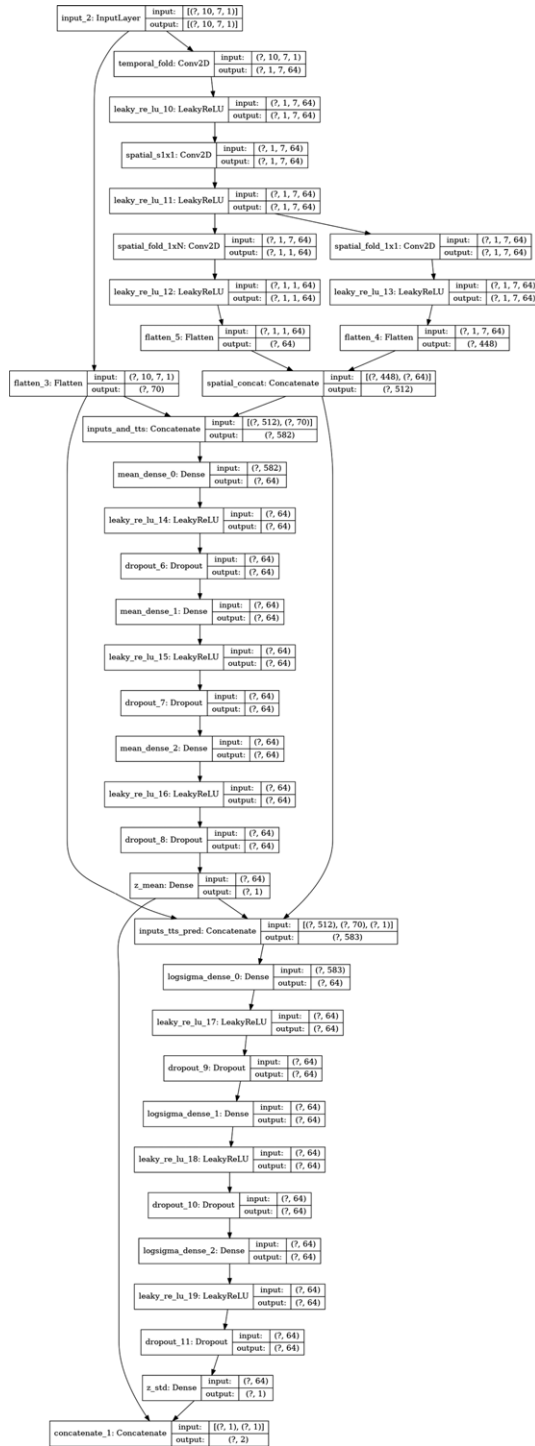 input_2: InputLayer input: [(?, 10, 7, 1)]
output: [(?, 10, 7, 1)]
temporal_fold: Conv2D input: (?, 10, 7, 1)
output: (?, 1, 7, 64)
leaky_re_lu_10: LeakyReLU input: (?, 1, 7, 64)
output: (?, 1, 7, 64)
spatial_s1x1: Conv2D input: (?, 1, 7, 64)
output: (?, 1, 7, 64)
leaky_re_lu_11: LeakyReLU input: (?, 1, 7, 64)
output: (?, 1, 7, 64)
spatial_fold_1xN: Conv2D input: (?, 1, 7, 64)
output: (?, 1, 1, 64)
spatial_fold_1x1: Conv2D input: (?, 1, 7, 64)
output: (?, 1, 7, 64)
leaky_re_lu_12: LeakyReLU input: (?, 1, 1, 64)
output: (?, 1, 1, 64)
leaky_re_lu_13: LeakyReLU input: (?, 1, 7, 64)
output: (?, 1, 7, 64)
flatten_5: Flatten input: (?, 1, 1, 64)
output: (?, 64)
flatten_4: Flatten input: (?, 1, 7, 64)
output: (?, 448)
flatten_3: Flatten input: (?, 10, 7, 1)
output: (?, 70)
spatial_concat: Concatenate input: [(?, 448), (?, 64)]
output: (?, 512)
inputs_and_tts: Concatenate input: [(?, 512), (?, 70)]
output: (?, 582)
mean_dense_0: Dense input: (?, 582)
output: (?, 64)
leaky_re_lu_14: LeakyReLU input: (?, 64)
output: (?, 64)
dropout_6: Dropout input: (?, 64)
output: (?, 64)
mean_dense_1: Dense input: (?, 64)
output: (?, 64)
leaky_re_lu_15: LeakyReLU input: (?, 64)
output: (?, 64)
dropout_7: Dropout input: (?, 64)
output: (?, 64)
mean_dense_2: Dense input: (?, 64)
output: (?, 64)
leaky_re_lu_16: LeakyReLU input: (?, 64)
output: (?, 64)
dropout_8: Dropout input: (?, 64)
output: (?, 64)
z_mean: Dense input: (?, 64)
output: (?, 1)
inputs_tts_pred: Concatenate input: [(?, 512), (?, 70), (?, 1)]
output: (?, 583)
logsigma_dense_0: Dense input: (?, 583)
output: (?, 64)
leaky_re_lu_17: LeakyReLU input: (?, 64)
output: (?, 64)
dropout_9: Dropout input: (?, 64)
output: (?, 64)
logsigma_dense_1: Dense input: (?, 64)
output: (?, 64)
leaky_re_lu_18: LeakyReLU input: (?, 64)
output: (?, 64)
dropout_10: Dropout input: (?, 64)
output: (?, 64)
logsigma_dense_2: Dense input: (?, 64)
output: (?, 64)
leaky_re_lu_19: LeakyReLU input: (?, 64)
output: (?, 64)
dropout_11: Dropout input: (?, 64)
output: (?, 64)
z_std: Dense input: (?, 64)
output: (?, 1)
concatenate_1: Concatenate input: [(?, 1), (?, 1)]
output: (?, 2)